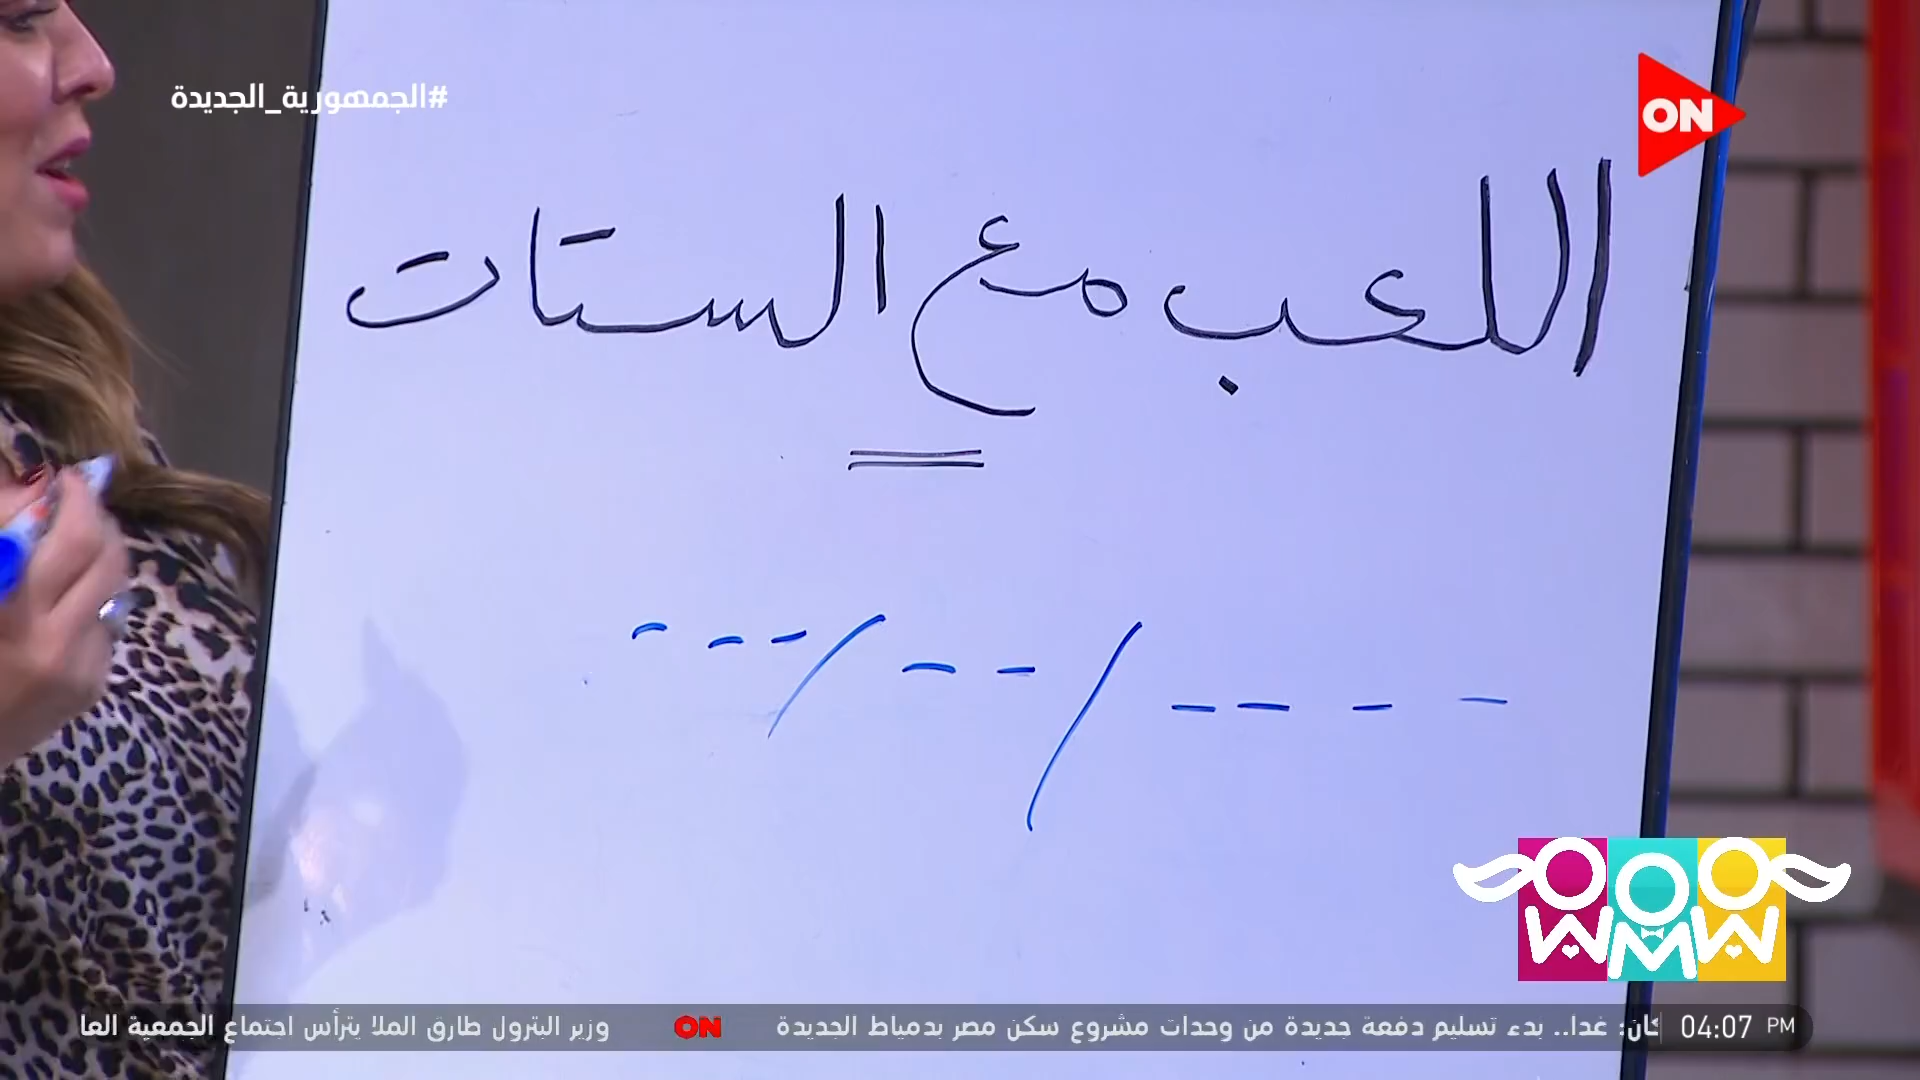 #الجمهورية_الجديدة
ON
اللعب مع الستات
كان: غدا.. بدء تسليم دفعة جديدة من وحدات مشروع سكن مصر بدمياط الجديدة ON وزير البترول طارق الملا يترأس اجتماع الجمعية العا
04:07 PM